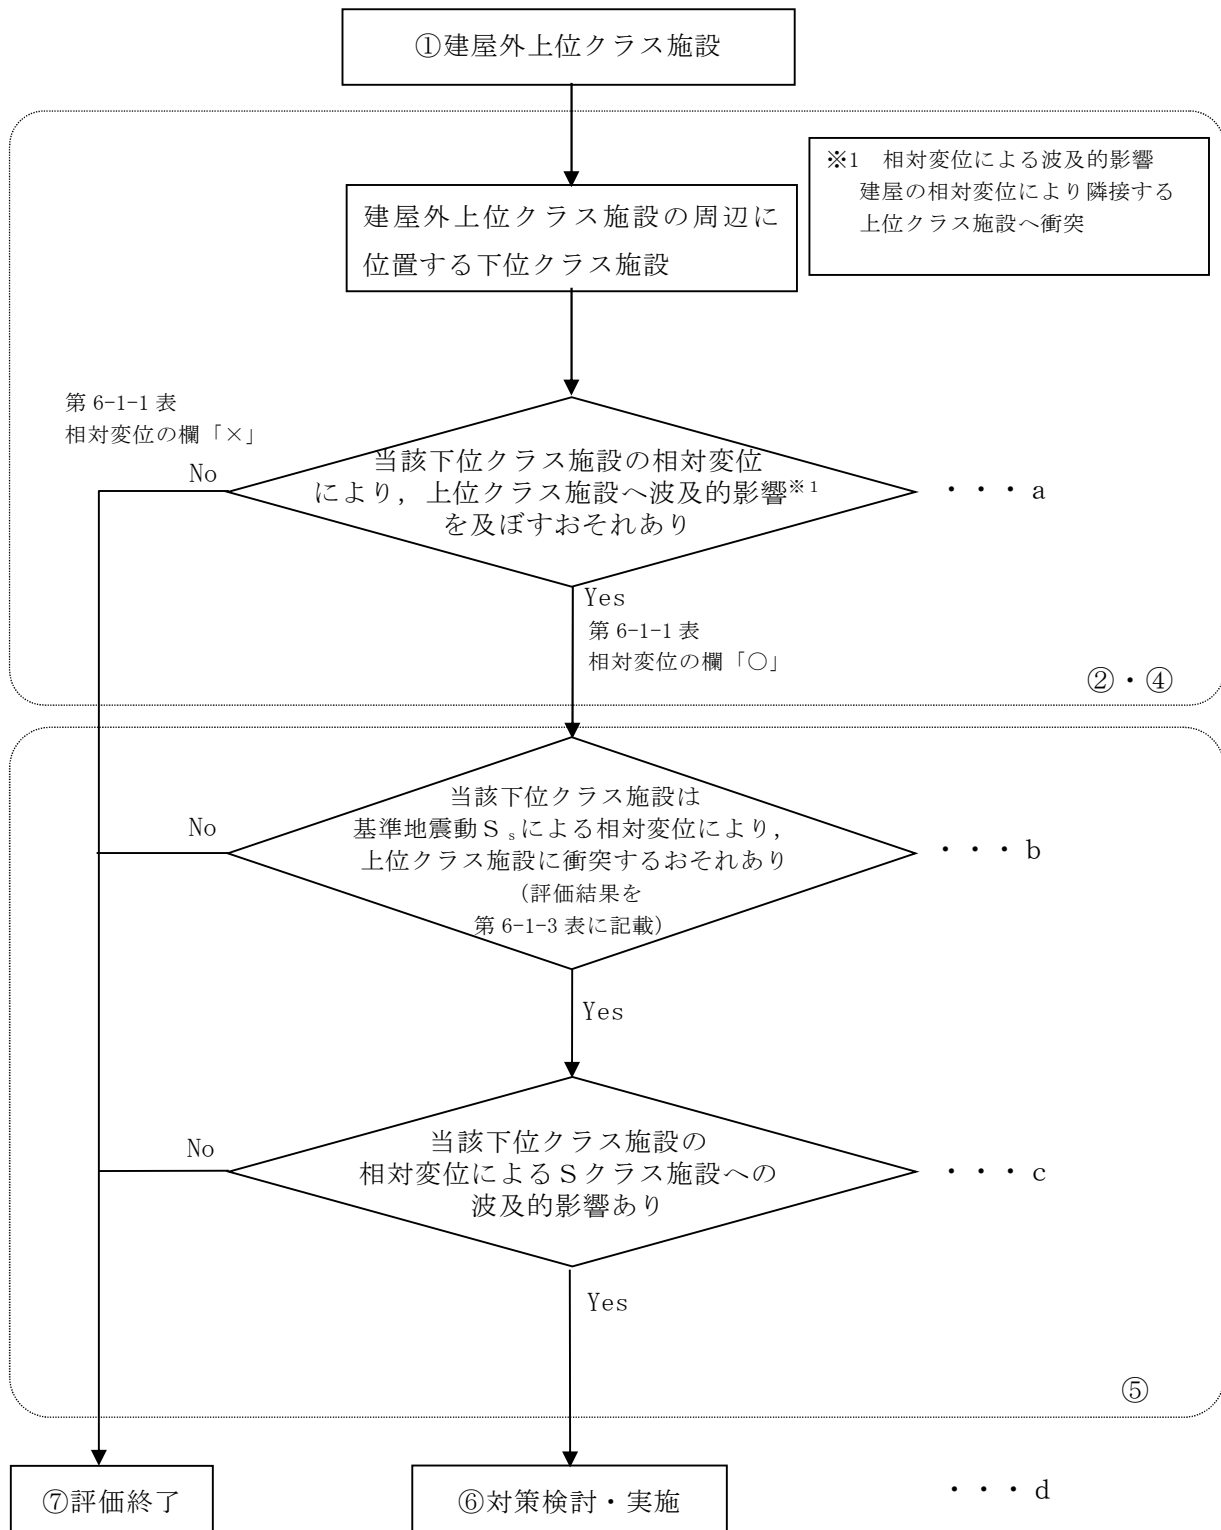 ①建屋外上位クラス施設
※1　相対変位による波及的影響
建屋の相対変位により隣接する
上位クラス施設へ衝突
建屋外上位クラス施設の周辺に
位置する下位クラス施設
第 6-1-1 表
相対変位の欄「×」
No
当該下位クラス施設の相対変位
により，上位クラス施設へ波及的影響※1
を及ぼすおそれあり
・・・a
Yes
第 6-1-1 表
相対変位の欄「○」
②・④
No
当該下位クラス施設は
基準地震動Ｓｓによる相対変位により，
上位クラス施設に衝突するおそれあり
（評価結果を
第 6-1-3 表に記載）
・・・b
Yes
No
当該下位クラス施設の
相対変位によるＳクラス施設への
波及的影響あり
・・・c
Yes
⑤
⑦評価終了
⑥対策検討・実施
・・・d